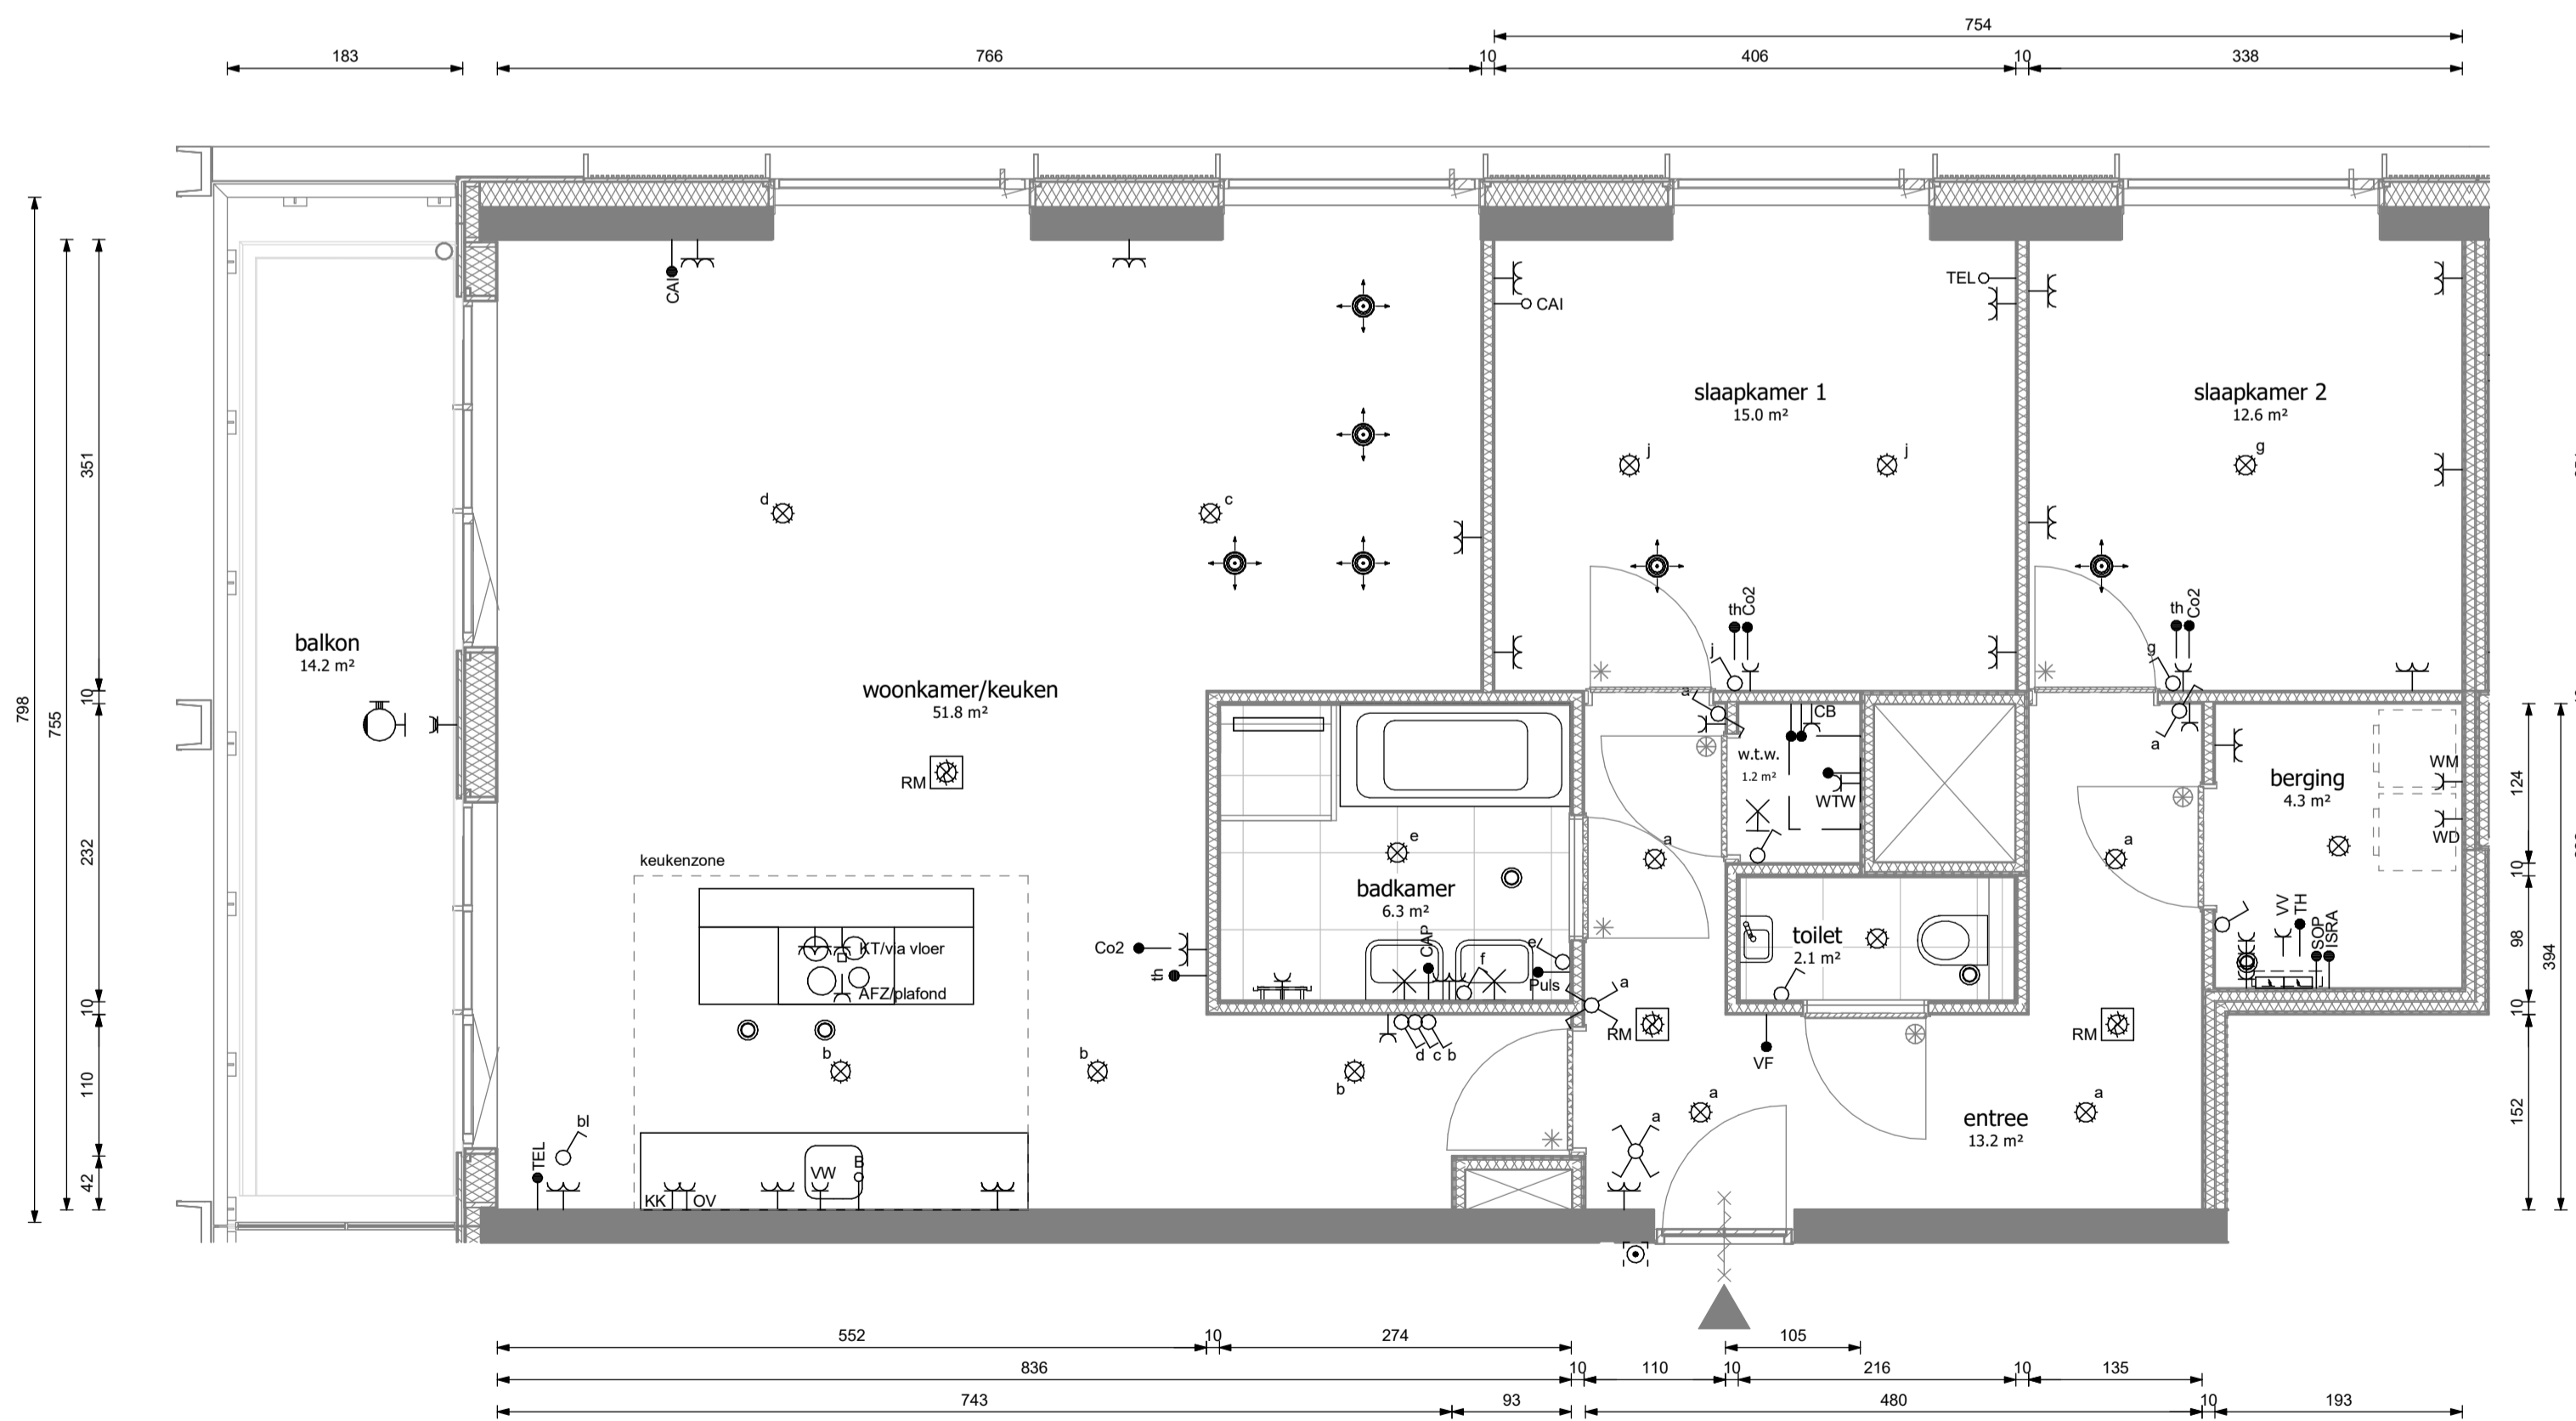 754
183
766
10
406
10
338
CAI
CAI
TEL
slaapkamer 1
15.0 m²
slaapkamer 2
12.6 m²
j
j
g
d
c
351
798
755
balkon
14.2 m²
woonkamer/keuken
51.8 m²
th
Co2
th
Co2
j
g
10
a
a
CB
w.t.w.
1.2 m²
WTW
berging
4.3 m²
WM
WD
124
RM
keukenzone
232
e
badkamer
6.3 m²
a
a
10
Co2
th
CAP
f
e
Puls
toilet
2.1 m²
VV
TH
SOP
ISRA
98
394
KT/via vloer
AFZ/plafond
10
a
RM
RM
VF
10
d
c
b
b
b
b
110
152
a
a
a
entree
13.2 m²
bl
TEL
VW
B
KK
OV
42
552
10
274
105
836
10
110
10
216
10
135
743
93
480
10
193